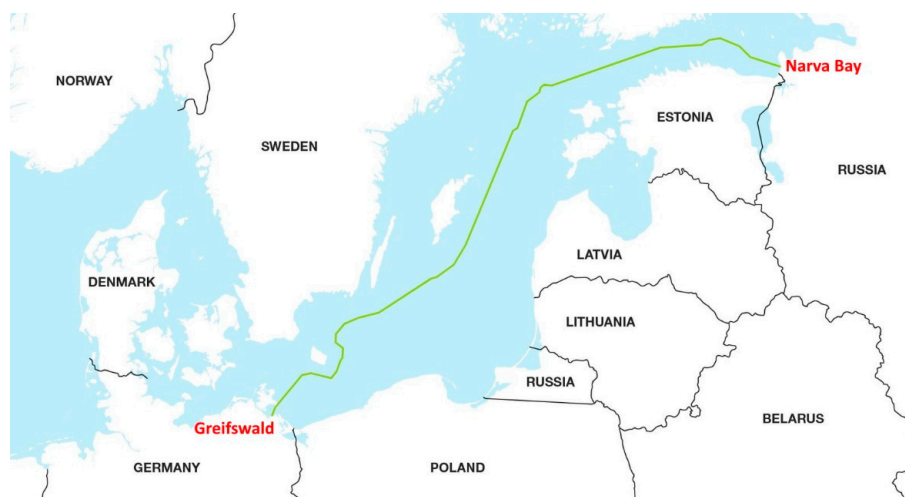 Narva Bay
NORWAY
ESTONIA
SWEDEN
RUSSIA
LATVIA
DENMARK
LITHUANIA
RUSSIA
BELARUS
Greifswald
GERMANY
POLAND